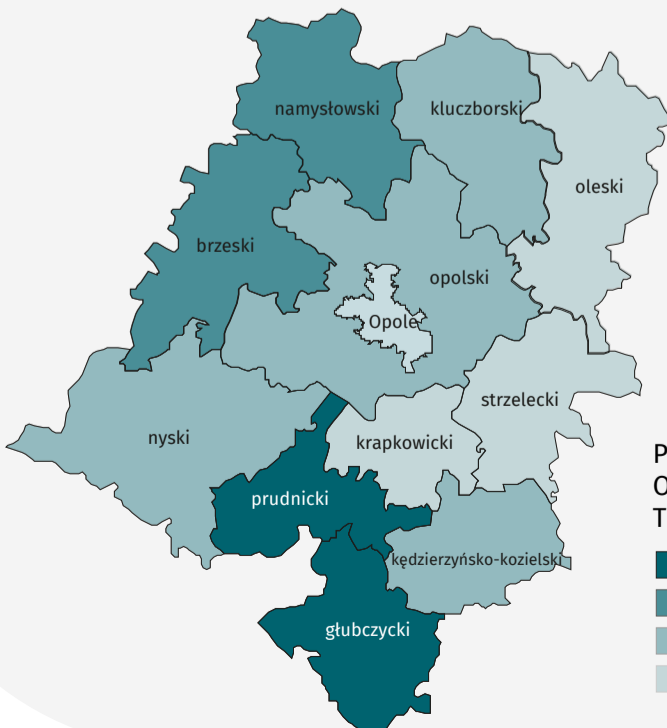 namysłowski
kluczborski
oleski
brzeski
opolski
Opole
strzelecki
nyski
krapkowicki
prudnicki
kędzierzyńsko-kozielski
głubczycki